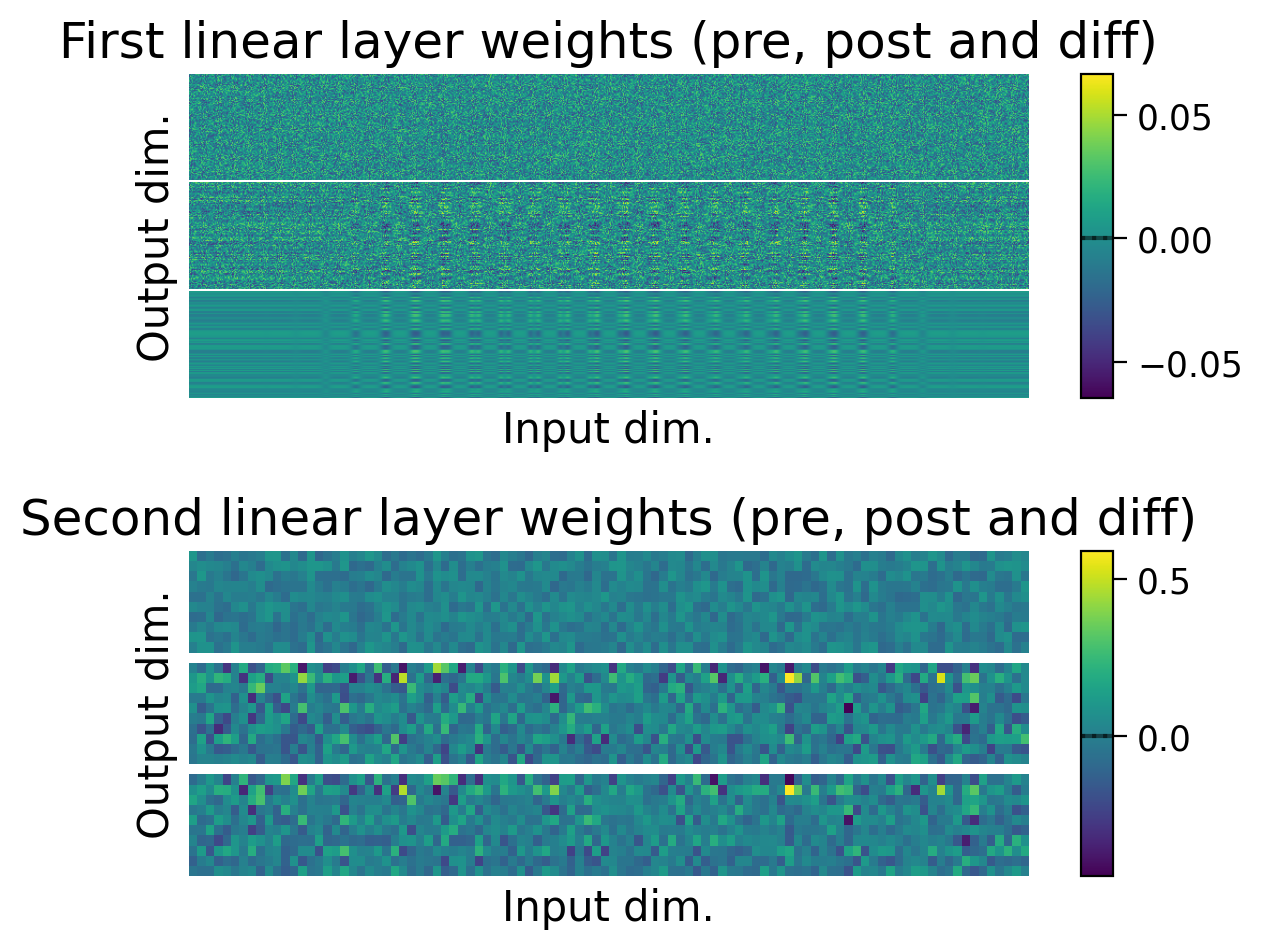 First linear layer weights (pre, post and diff)
Output dim.
0.05
0.00
−0.05
Input dim.
Second linear layer weights (pre, post and diff)
Output dim.
0.5
0.0
Input dim.